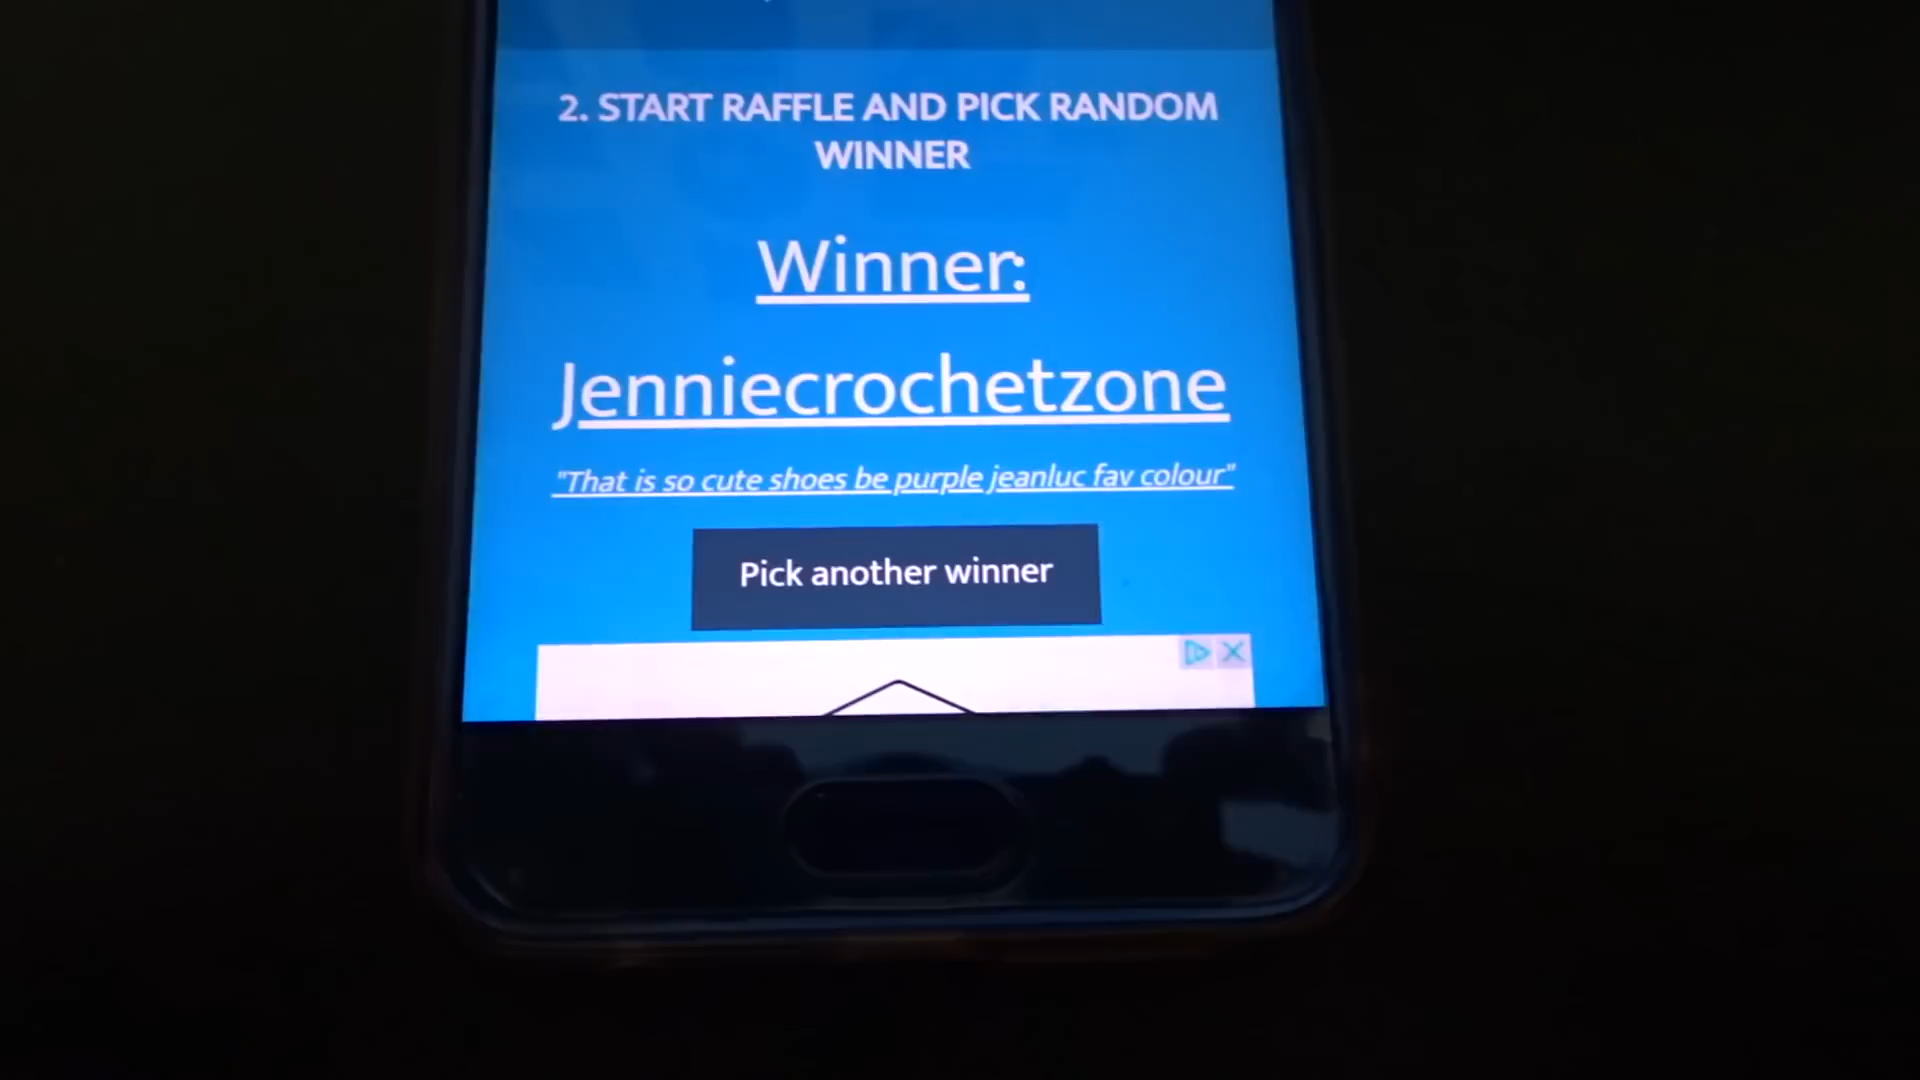 2. START RAFFLE AND PICK RANDOM
WINNER
Winner:
Jenniecrochetzone
"That is so cute shoes be purple jeanluc fav colour"
Pick another winner